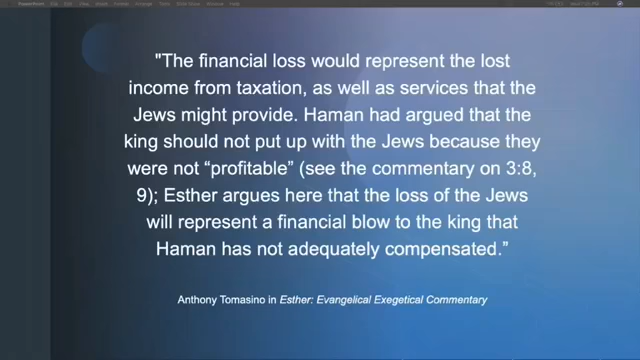 "The financial loss would represent the lost
income from taxation, as well as services that the
Jews might provide. Haman had argued that the
king should not put up with the Jews because they
were not “profitable” (see the commentary on 3:8,
9); Esther argues here that the loss of the Jews
will represent a financial blow to the king that
Haman has not adequately compensated.”
Anthony Tomasino in Esther: Evangelical Exegetical Commentary